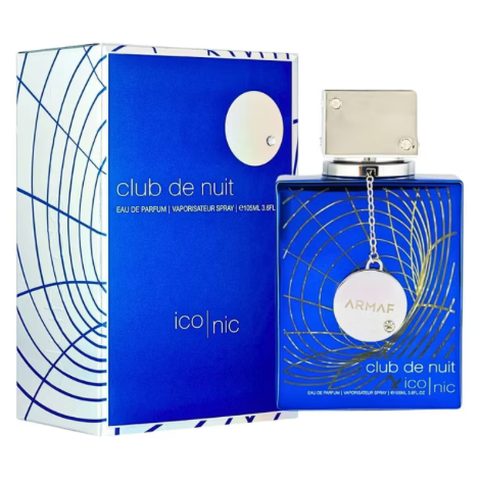 club de nuit
EAU DE PARFUM | VAPORISATEUR SPRAY | ℮105ML 3.6FL
ico|nic
ARMAF
club de nuit
ico|nic
EAU DE PARFUM | VAPORISATEUR SPRAY | ℮105ML 3.6FL.OZ